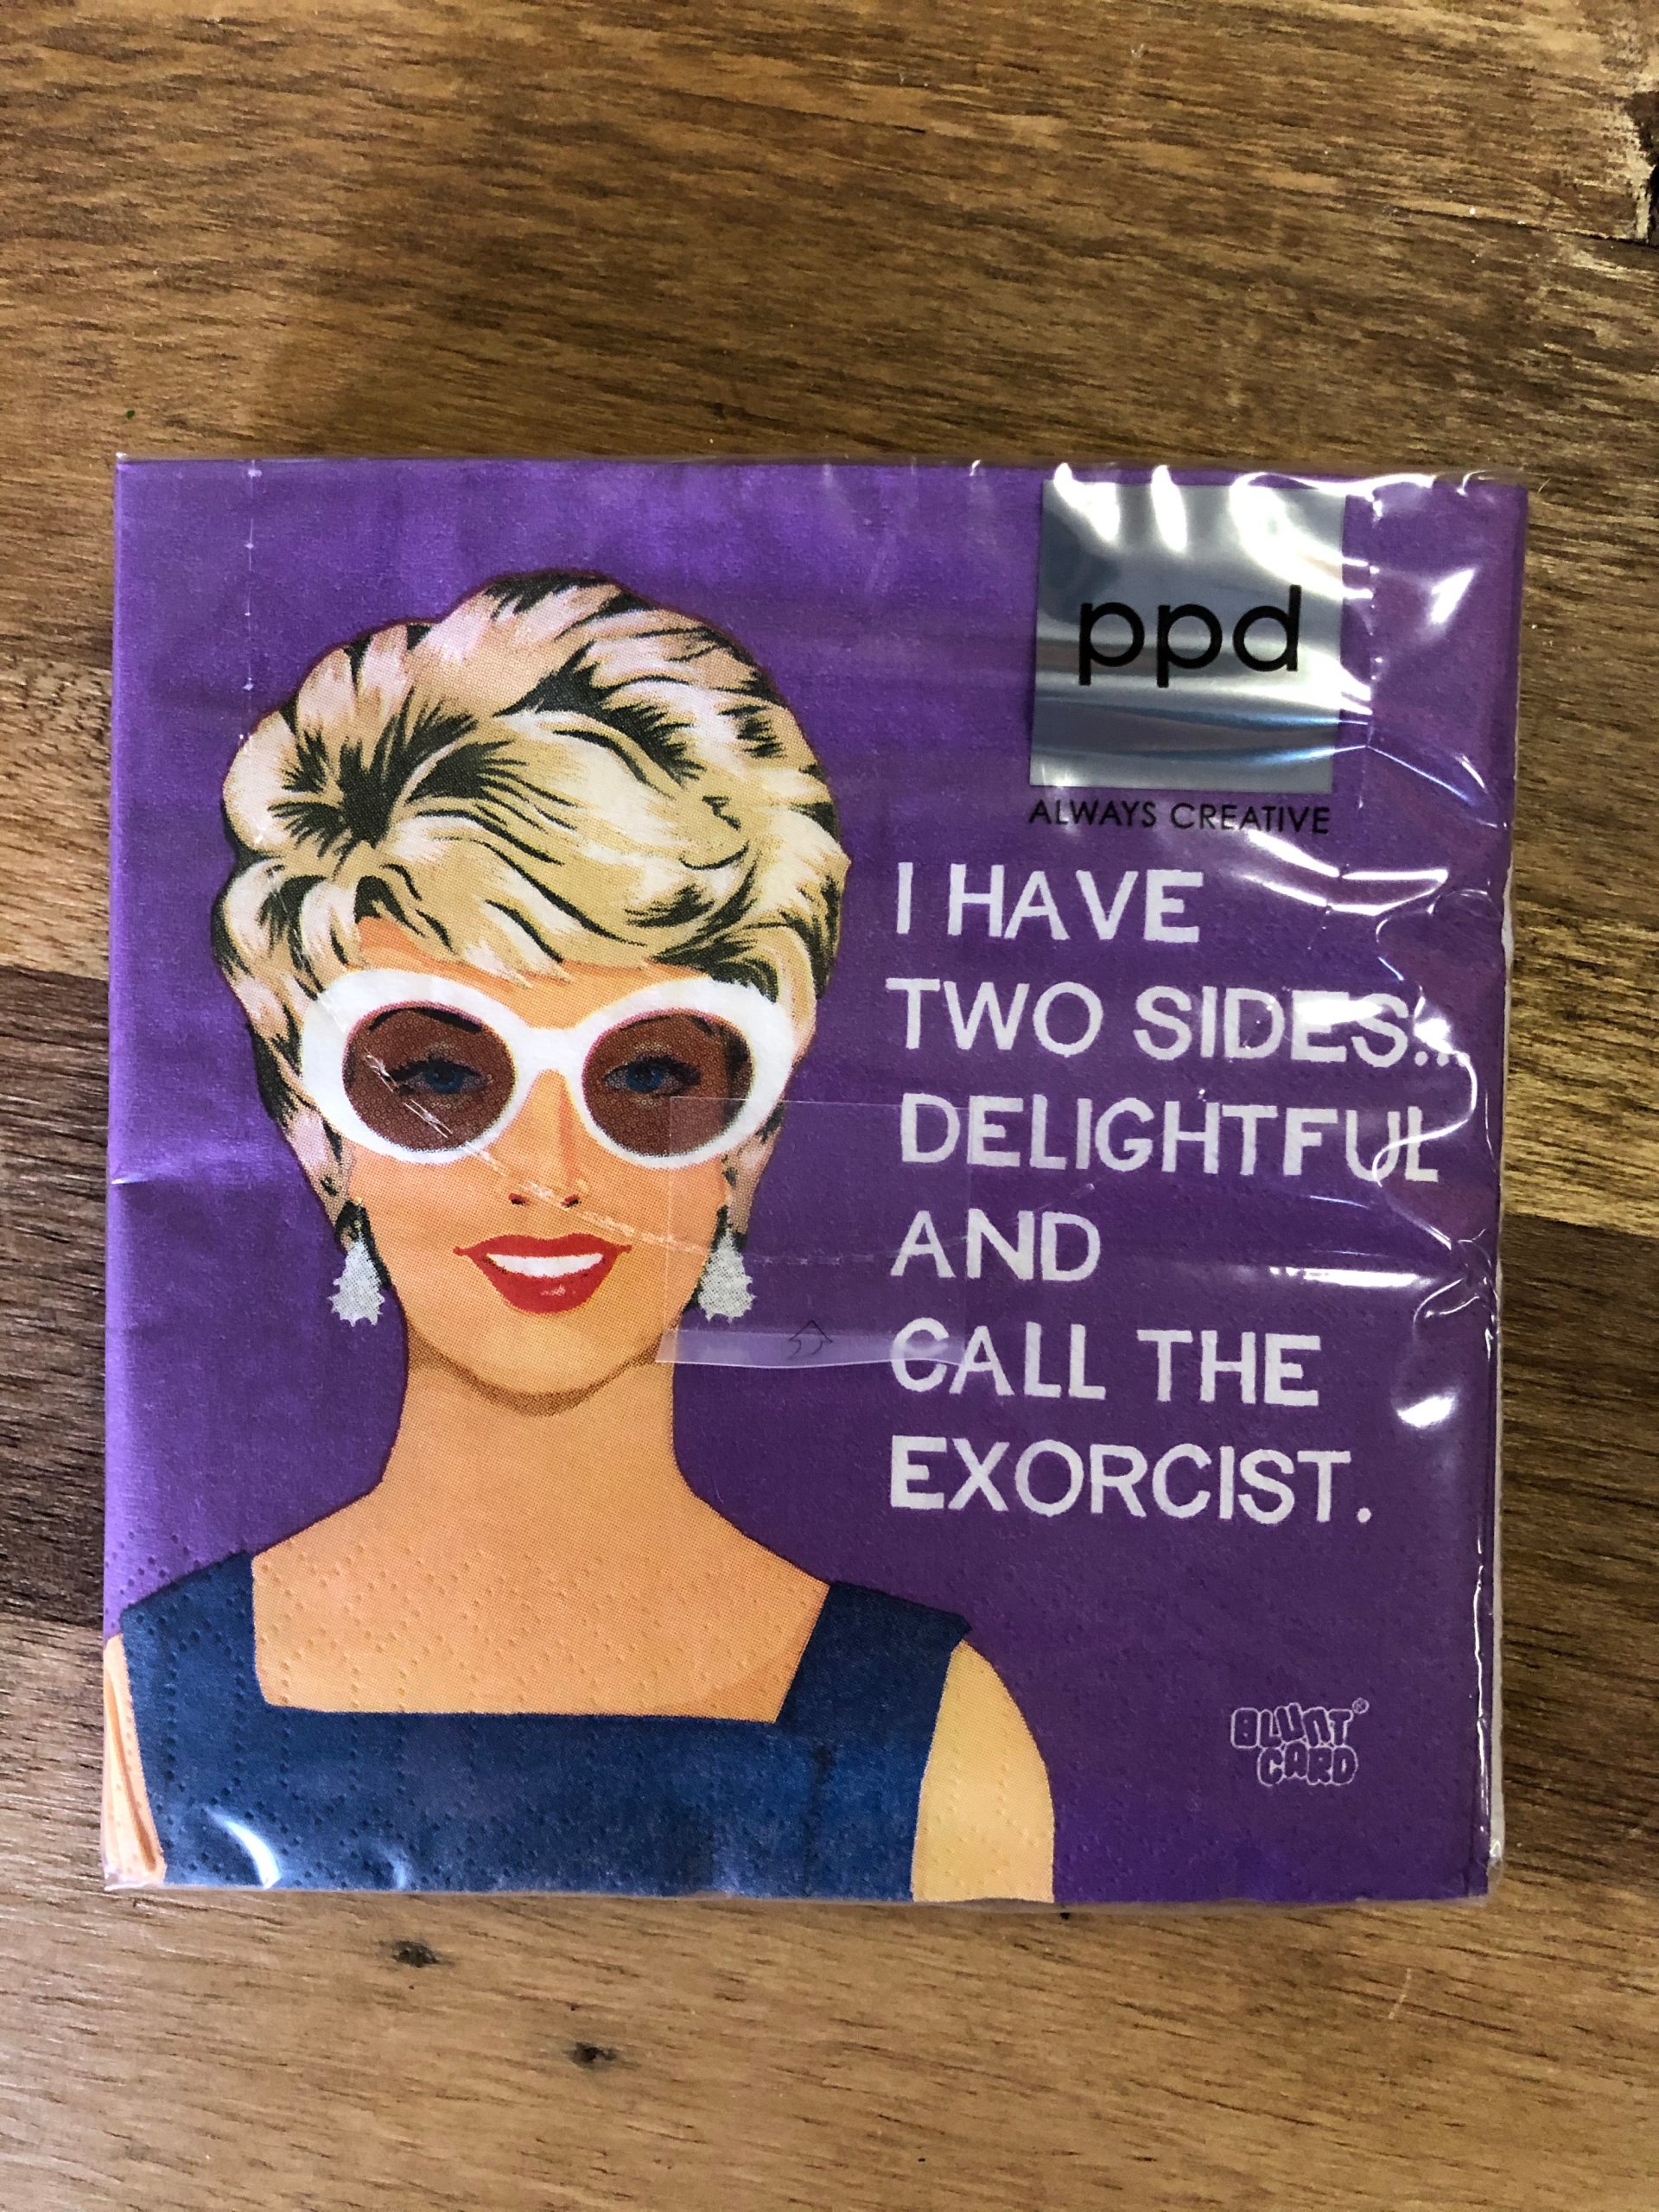 ppd
ALWAYS CREATIVE
I HAVE
TWO SIDES...
DELIGHTFUL
AND
CALL THE
EXORCIST.
BLUNT®
CARD